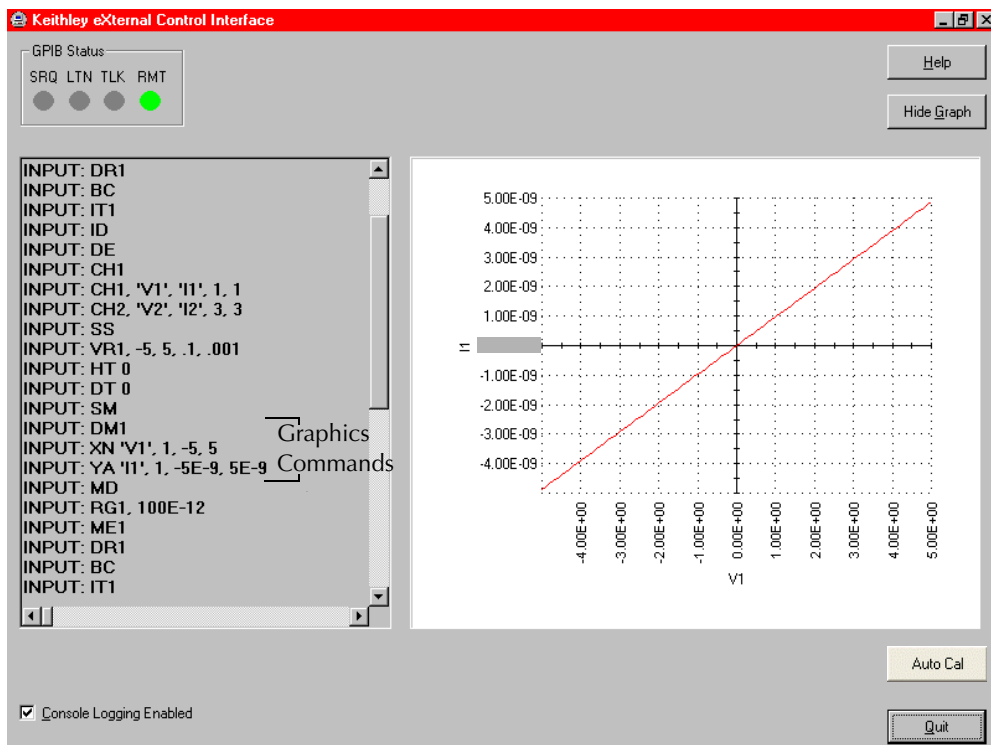 Keithley eXternal Control Interface
GPIB Status
SRQ LTN TLK RMT
Help
Hide Graph
INPUT: DR1
INPUT: BC
INPUT: IT1
INPUT: ID
INPUT: DE
INPUT: CH1
INPUT: CH1, 'V1', 'I1', 1, 1
INPUT: CH2, 'V2', 'I2', 3, 3
INPUT: SS
INPUT: VR1, -5, 5, .1, .001
INPUT: HT 0
INPUT: DT 0
INPUT: SM
INPUT: DM1
INPUT: XN 'V1', 1, -5, 5
INPUT: YA 'I1', 1, -5E-9, 5E-9
INPUT: MD
INPUT: RG1, 100E-12
INPUT: ME1
INPUT: DR1
INPUT: BC
INPUT: IT1
Graphics
Commands
5.00E-09
4.00E-09
3.00E-09
2.00E-09
1.00E-09
-1.00E-09
-2.00E-09
-3.00E-09
-4.00E-09
I1
-4.00E+00
-3.00E+00
-2.00E+00
-1.00E+00
0.00E+00
1.00E+00
2.00E+00
3.00E+00
4.00E+00
5.00E+00
V1
Auto Cal
Console Logging Enabled
Quit